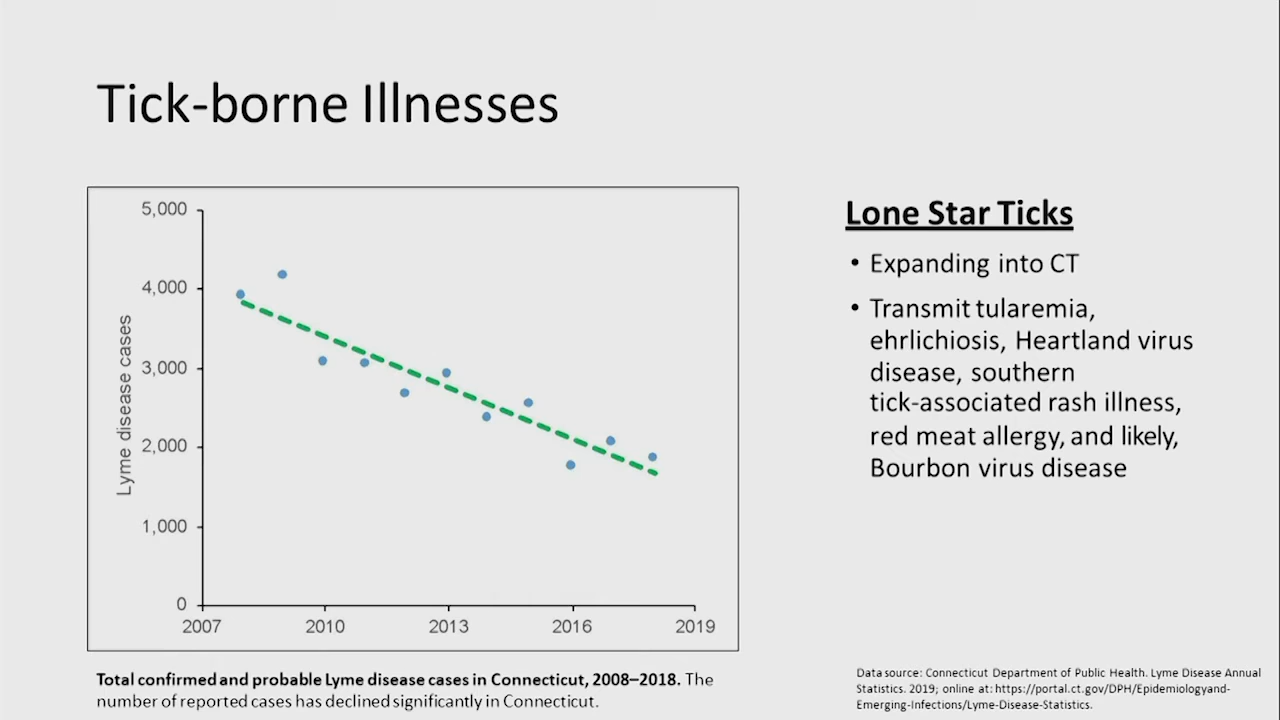 Tick-borne Illnesses
5,000
4,000
3,000
2,000
1,000
0
Lyme disease cases
2007 2010 2013 2016 2019
Total confirmed and probable Lyme disease cases in Connecticut, 2008–2018. The
number of reported cases has declined significantly in Connecticut.
Lone Star Ticks
• Expanding into CT
• Transmit tularemia,
ehrlichiosis, Heartland virus
disease, southern
tick-associated rash illness,
red meat allergy, and likely,
Bourbon virus disease
Data source: Connecticut Department of Public Health. Lyme Disease Annual
Statistics. 2019; online at: https://portal.ct.gov/DPH/Epidemiologyand-
Emerging-Infections/Lyme-Disease-Statistics.